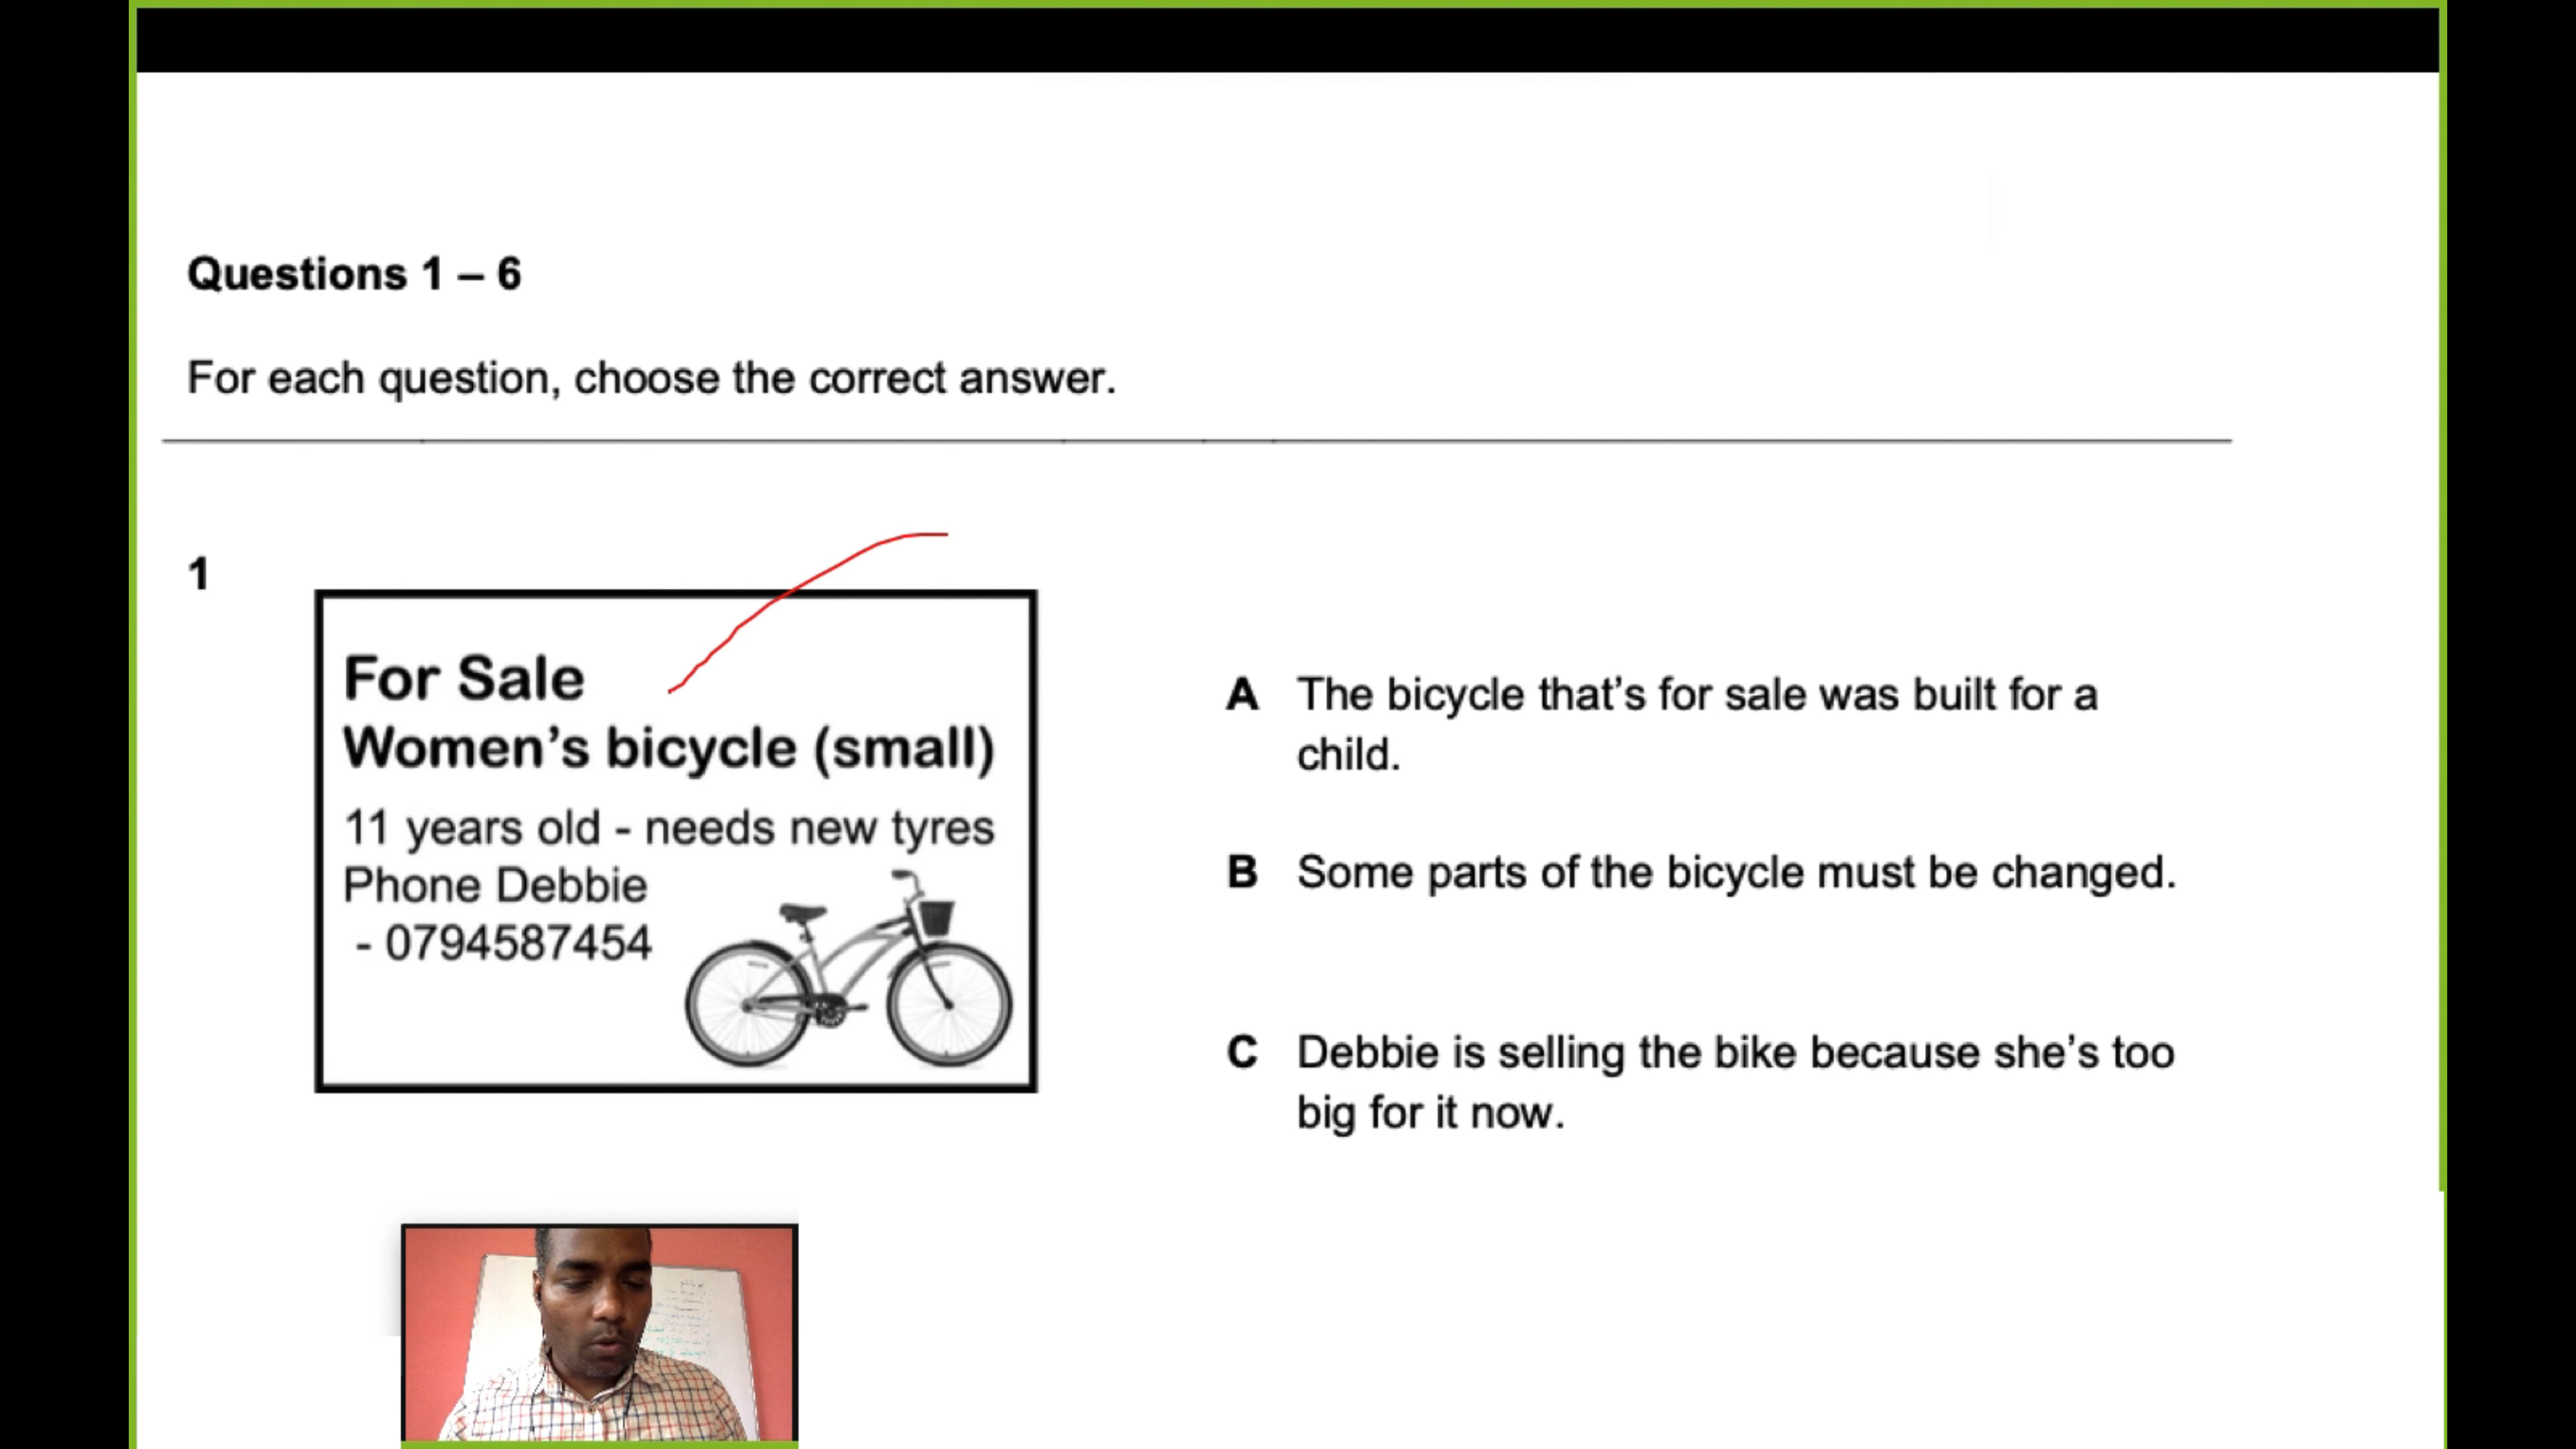 Questions 1 – 6
For each question, choose the correct answer.
1
For Sale
Women's bicycle (small)
11 years old - needs new tyres
Phone Debbie
- 0794587454
A The bicycle that's for sale was built for a
child.
B Some parts of the bicycle must be changed.
C Debbie is selling the bike because she's too
big for it now.